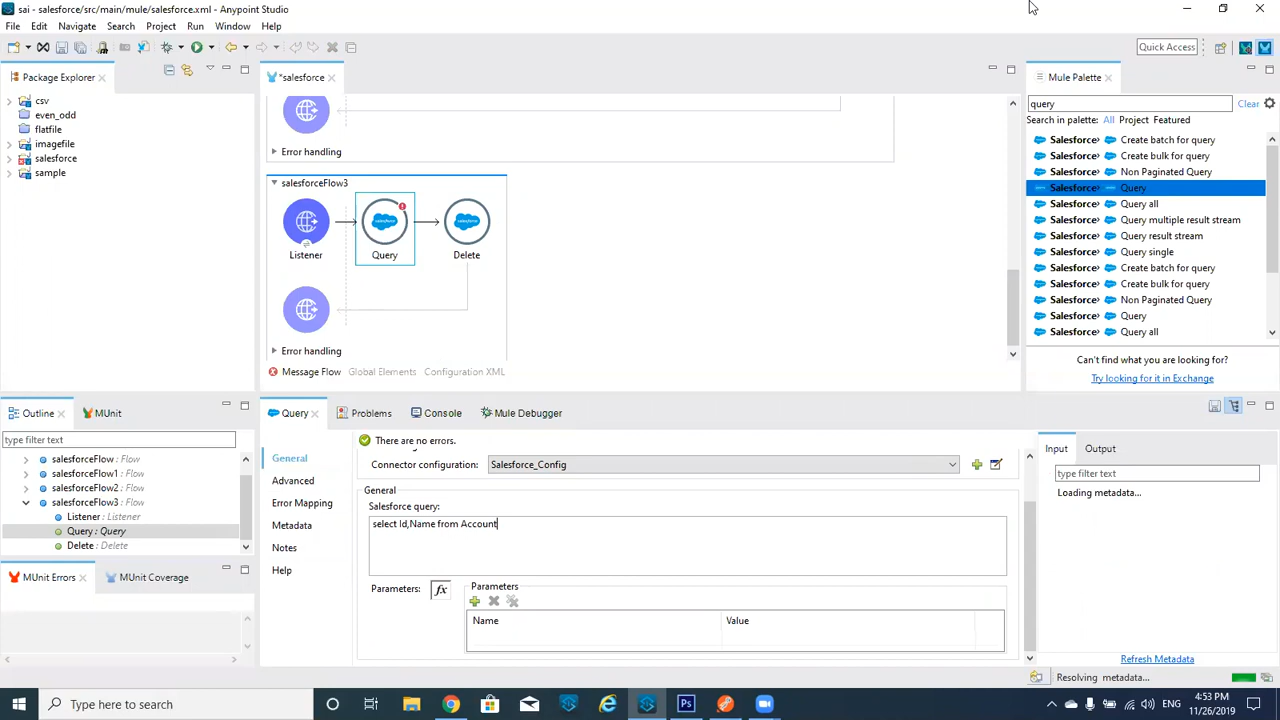 sai - salesforce/src/main/mule/salesforce.xml - Anypoint Studio
File Edit Navigate Search Project Run Window Help
Quick Access
Package Explorer
csv
even_odd
flatfile
imagefile
salesforce
sample
*salesforce
Error handling
salesforceFlow3
Listener
salesforce
Query
salesforce
Delete
Error handling
Message Flow Global Elements Configuration XML
Mule Palette
query
Clear
Search in palette: All Project Featured
Salesforce> Create batch for query
Salesforce> Create bulk for query
Salesforce> Non Paginated Query
Salesforce> Query
Salesforce> Query all
Salesforce> Query multiple result stream
Salesforce> Query result stream
Salesforce> Query single
Salesforce> Create batch for query
Salesforce> Create bulk for query
Salesforce> Non Paginated Query
Salesforce> Query
Salesforce> Query all
Can't find what you are looking for?
Try looking for it in Exchange
Outline MUnit
type filter text
salesforceFlow : Flow
salesforceFlow1 : Flow
salesforceFlow2 : Flow
salesforceFlow3 : Flow
Listener : Listener
Query : Query
Delete : Delete
MUnit Errors MUnit Coverage
Query Problems Console Mule Debugger
There are no errors.
General
Advanced
Error Mapping
Metadata
Notes
Help
Connector configuration: Salesforce_Config
General
Salesforce query:
select Id,Name from Account
Parameters: fx Parameters
Name Value
Input Output
type filter text
Loading metadata...
Refresh Metadata
Resolving metadata...
Type here to search
Ps
4:53 PM
11/26/2019